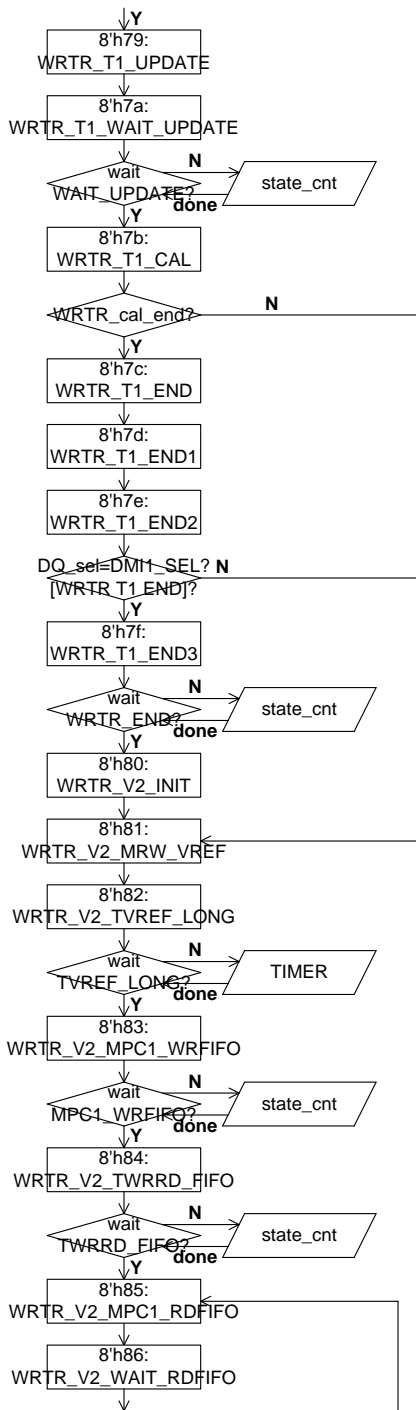 Y
8'h79:
WRTR_T1_UPDATE
8'h7a:
WRTR_T1_WAIT_UPDATE
wait
N
WAIT_UPDATE?
state_cnt
done
Y
8'h7b:
WRTR_T1_CAL
WRTR_cal_end?
N
Y
8'h7c:
WRTR_T1_END
8'h7d:
WRTR_T1_END1
8'h7e:
WRTR_T1_END2
DQ_sel=DMI1_SEL?
N
[WRTR_T1_END]?
Y
8'h7f:
WRTR_T1_END3
wait
N
WRTR_END?
state_cnt
done
Y
8'h80:
WRTR_V2_INIT
8'h81:
WRTR_V2_MRW_VREF
8'h82:
WRTR_V2_TVREF_LONG
wait
N
TVREF_LONG?
TIMER
done
Y
8'h83:
WRTR_V2_MPC1_WRFIFO
wait
N
MPC1_WRFIFO?
state_cnt
done
Y
8'h84:
WRTR_V2_TWRRD_FIFO
wait
N
TWRRD_FIFO?
state_cnt
done
Y
8'h85:
WRTR_V2_MPC1_RDFIFO
8'h86:
WRTR_V2_WAIT_RDFIFO